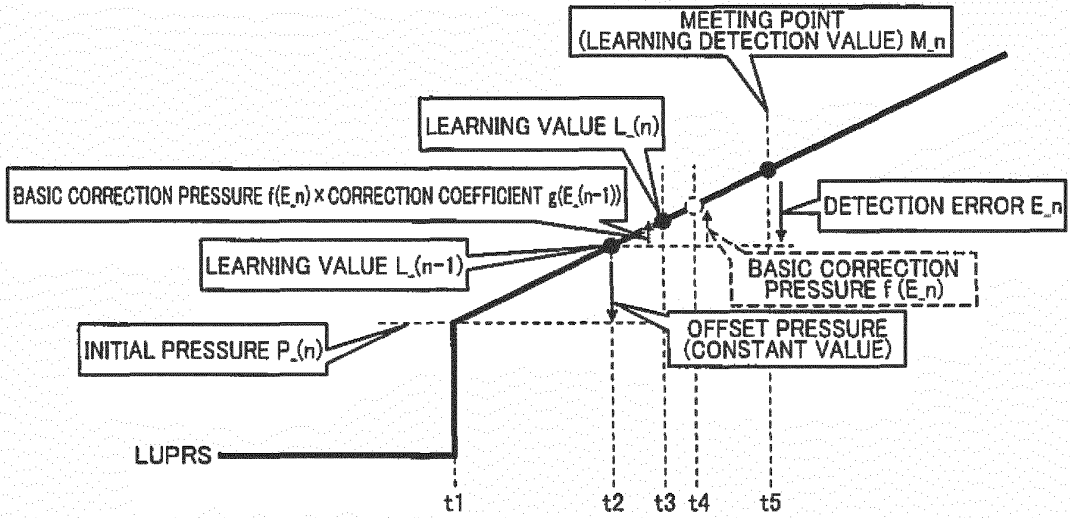 MEETING POINT
(LEARNING DETECTION VALUE) M_n
LEARNING VALUE L_(n)
BASIC CORRECTION PRESSURE f(E_n) × CORRECTION COEFFICIENT g(E_(n-1))
DETECTION ERROR E_n
LEARNING VALUE L_(n-1)
BASIC CORRECTION
PRESSURE f (E_n)
OFFSET PRESSURE
(CONSTANT VALUE)
INITIAL PRESSURE P_(n)
LUPRS
t1 t2 t3 t4 t5